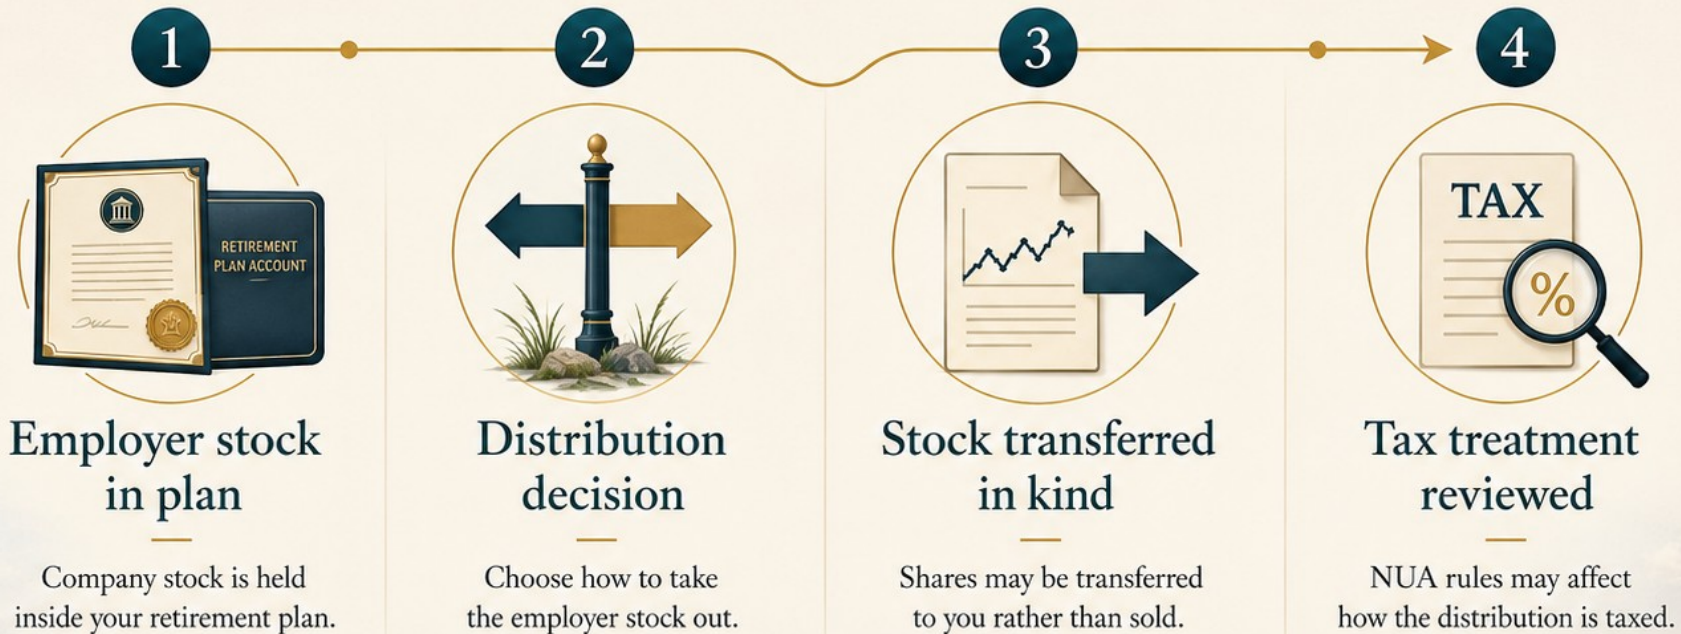 1
2
3
4
RETIREMENT
PLAN ACCOUNT
TAX
%
Employer stock
in plan
Company stock is held
inside your retirement plan.
Distribution
decision
Choose how to take
the employer stock out.
Stock transferred
in kind
Shares may be transferred
to you rather than sold.
Tax treatment
reviewed
NUA rules may affect
how the distribution is taxed.